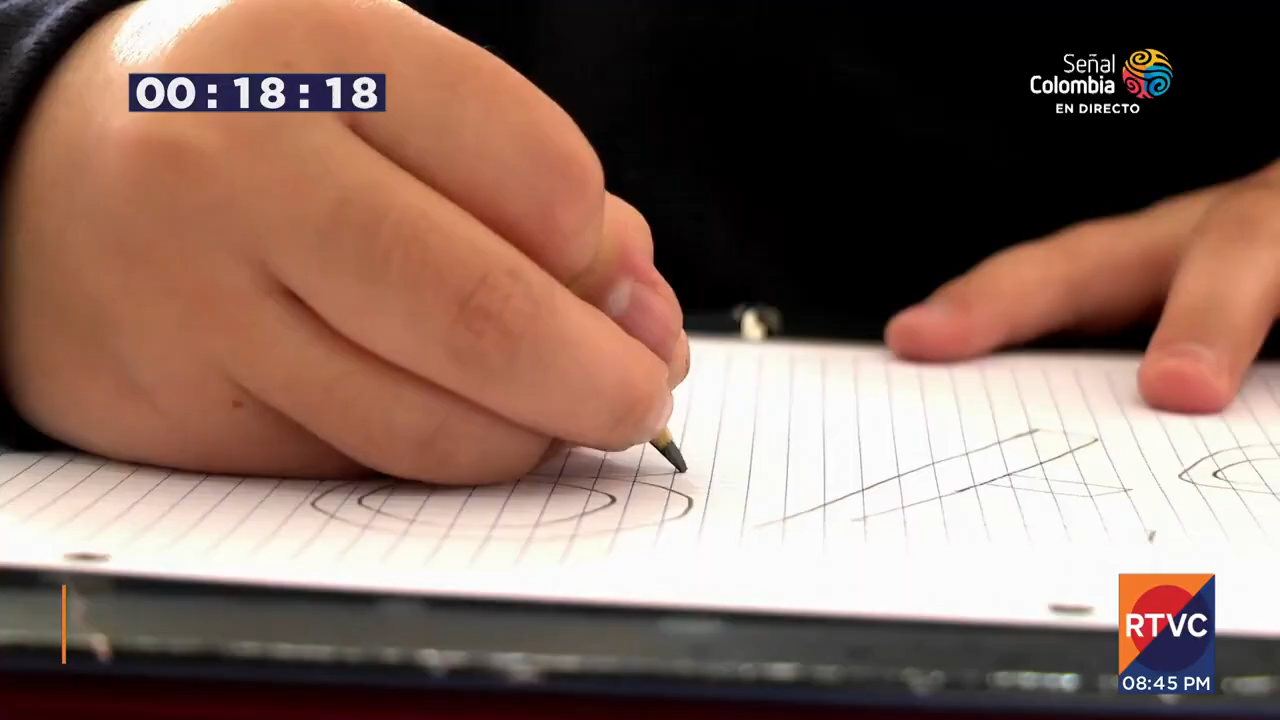 00:18:18
Señal
Colombia
EN DIRECTO
RTVC
08:45 PM